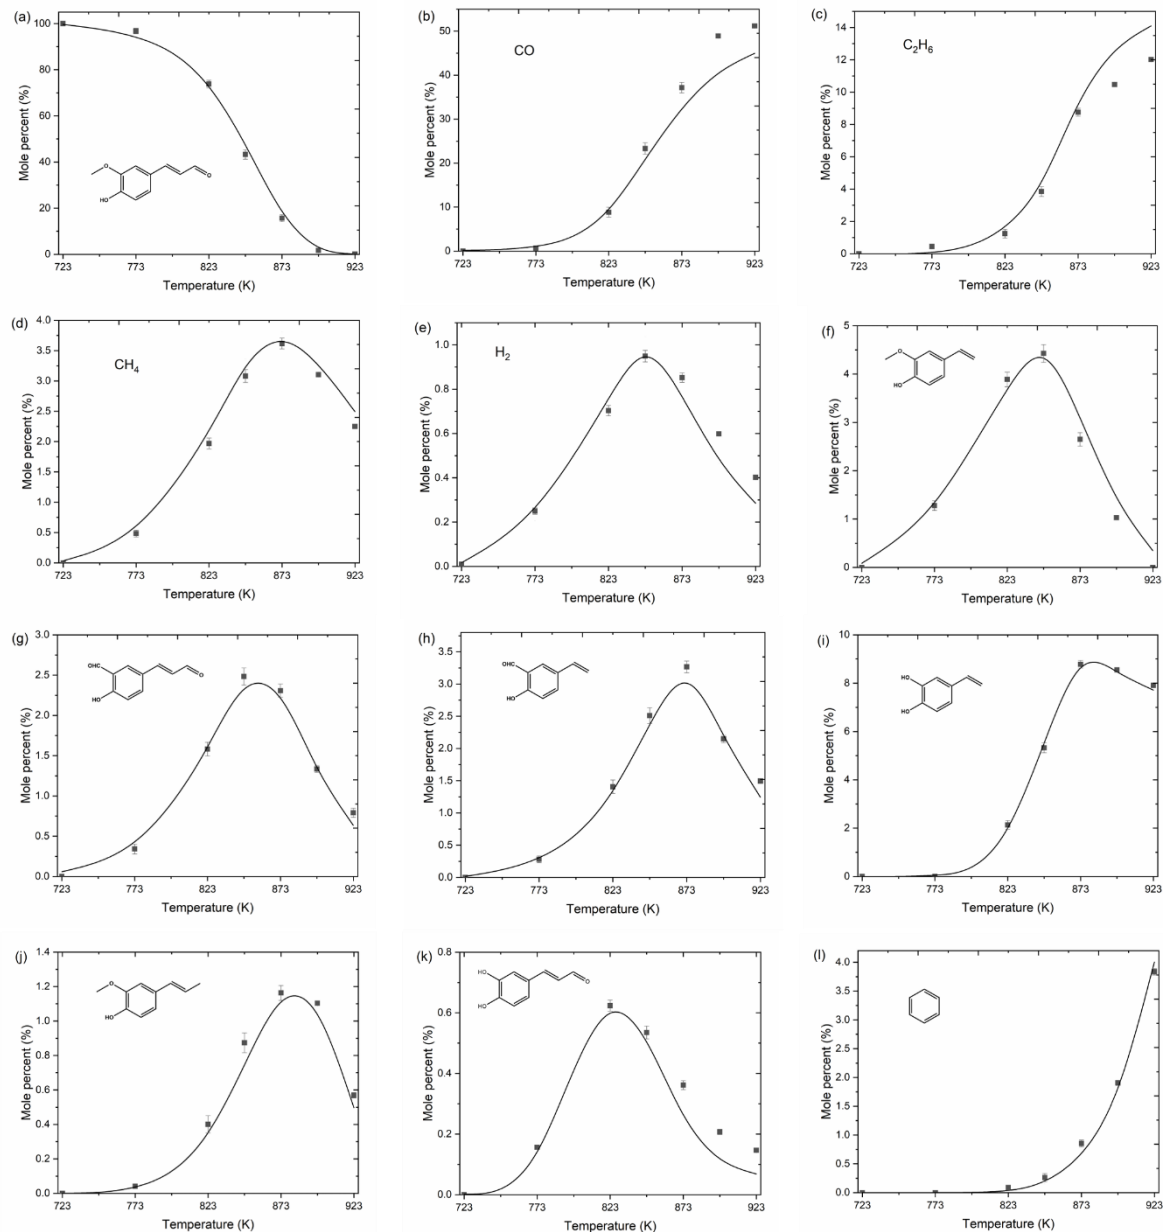 (a)
100
80
60
40
20
0
Mole percent (%)
O
HO
O
723 773 823 873 923
Temperature (K)
(b)
CO
50
40
30
20
10
0
Mole percent (%)
723 773 823 873 923
Temperature (K)
(c)
C₂H₆
14
12
10
8
6
4
2
0
Mole percent (%)
723 773 823 873 923
Temperature (K)
(d)
CH₄
4.0
3.5
3.0
2.5
2.0
1.5
1.0
0.5
0.0
Mole percent (%)
723 773 823 873 923
Temperature (K)
(e)
H₂
1.0
0.8
0.6
0.4
0.2
0.0
Mole percent (%)
723 773 823 873 923
Temperature (K)
(f)
5
4
3
2
1
0
Mole percent (%)
O
HO
723 773 823 873 923
Temperature (K)
(g)
3.0
2.5
2.0
1.5
1.0
0.5
0.0
Mole percent (%)
OHC
HO
O
723 773 823 873 923
Temperature (K)
(h)
3.5
3.0
2.5
2.0
1.5
1.0
0.5
0.0
Mole percent (%)
OHC
HO
723 773 823 873 923
Temperature (K)
(i)
10
8
6
4
2
0
Mole percent (%)
HO
HO
723 773 823 873 923
Temperature (K)
(j)
1.4
1.2
1.0
0.8
0.6
0.4
0.2
0.0
Mole percent (%)
O
HO
723 773 823 873 923
Temperature (K)
(k)
0.8
0.6
0.4
0.2
0.0
Mole percent (%)
HO
HO
O
723 773 823 873 923
Temperature (K)
(l)
4.0
3.5
3.0
2.5
2.0
1.5
1.0
0.5
0.0
Mole percent (%)
723 773 823 873 923
Temperature (K)